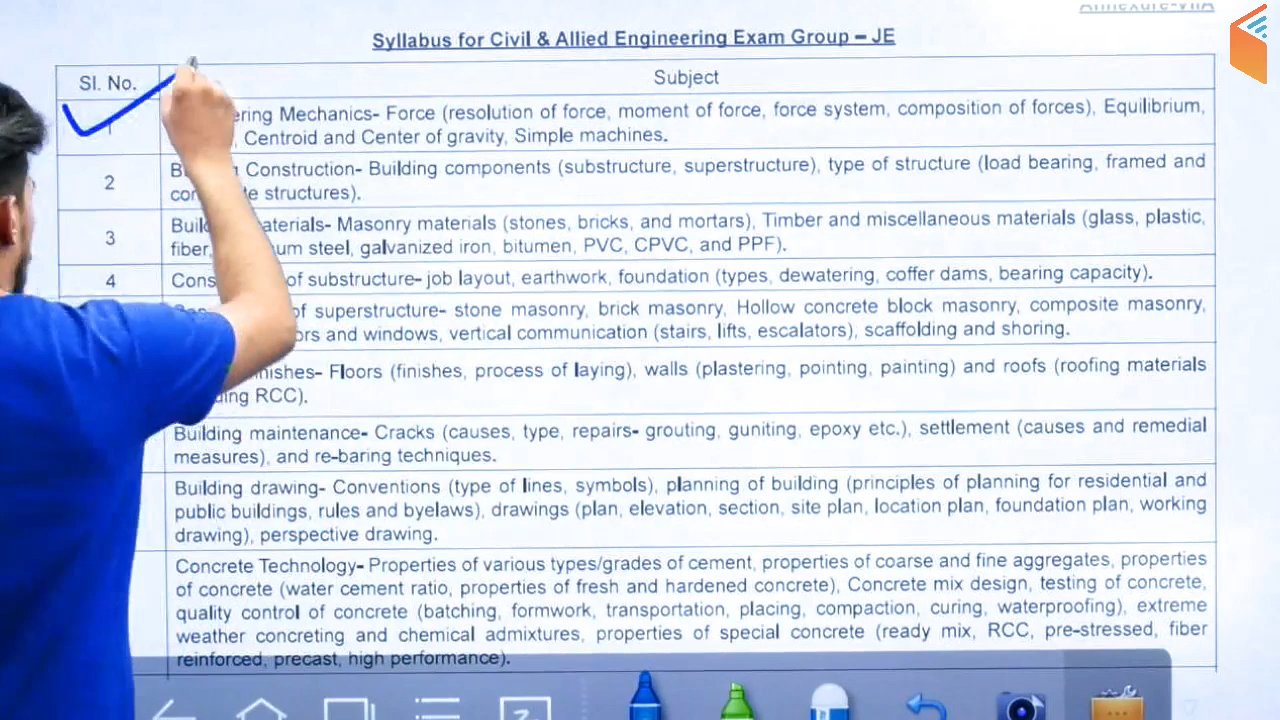 Annexure-VIIA
Syllabus for Civil & Allied Engineering Exam Group – JE
Sl. No. Subject
1 ering Mechanics- Force (resolution of force, moment of force, force system, composition of forces), Equilibrium,
, Centroid and Center of gravity, Simple machines.
2 Construction- Building components (substructure, superstructure), type of structure (load bearing, framed and
structures).
3 aterials- Masonry materials (stones, bricks, and mortars), Timber and miscellaneous materials (glass, plastic,
fiber, um steel, galvanized iron, bitumen, PVC, CPVC, and PPF).
4 Cons of substructure- job layout, earthwork, foundation (types, dewatering, coffer dams, bearing capacity).
of superstructure- stone masonry, brick masonry, Hollow concrete block masonry, composite masonry,
ors and windows, vertical communication (stairs, lifts, escalators), scaffolding and shoring.
nishes- Floors (finishes, process of laying), walls (plastering, pointing, painting) and roofs (roofing materials
ing RCC).
Building maintenance- Cracks (causes, type, repairs- grouting, guniting, epoxy etc.), settlement (causes and remedial
measures), and re-baring techniques.
Building drawing- Conventions (type of lines, symbols), planning of building (principles of planning for residential and
public buildings, rules and byelaws), drawings (plan, elevation, section, site plan, location plan, foundation plan, working
drawing), perspective drawing.
Concrete Technology- Properties of various types/grades of cement, properties of coarse and fine aggregates, properties
of concrete (water cement ratio, properties of fresh and hardened concrete), Concrete mix design, testing of concrete,
quality control of concrete (batching, formwork, transportation, placing, compaction, curing, waterproofing), extreme
weather concreting and chemical admixtures, properties of special concrete (ready mix, RCC, pre-stressed, fiber
reinforced, precast, high performance).